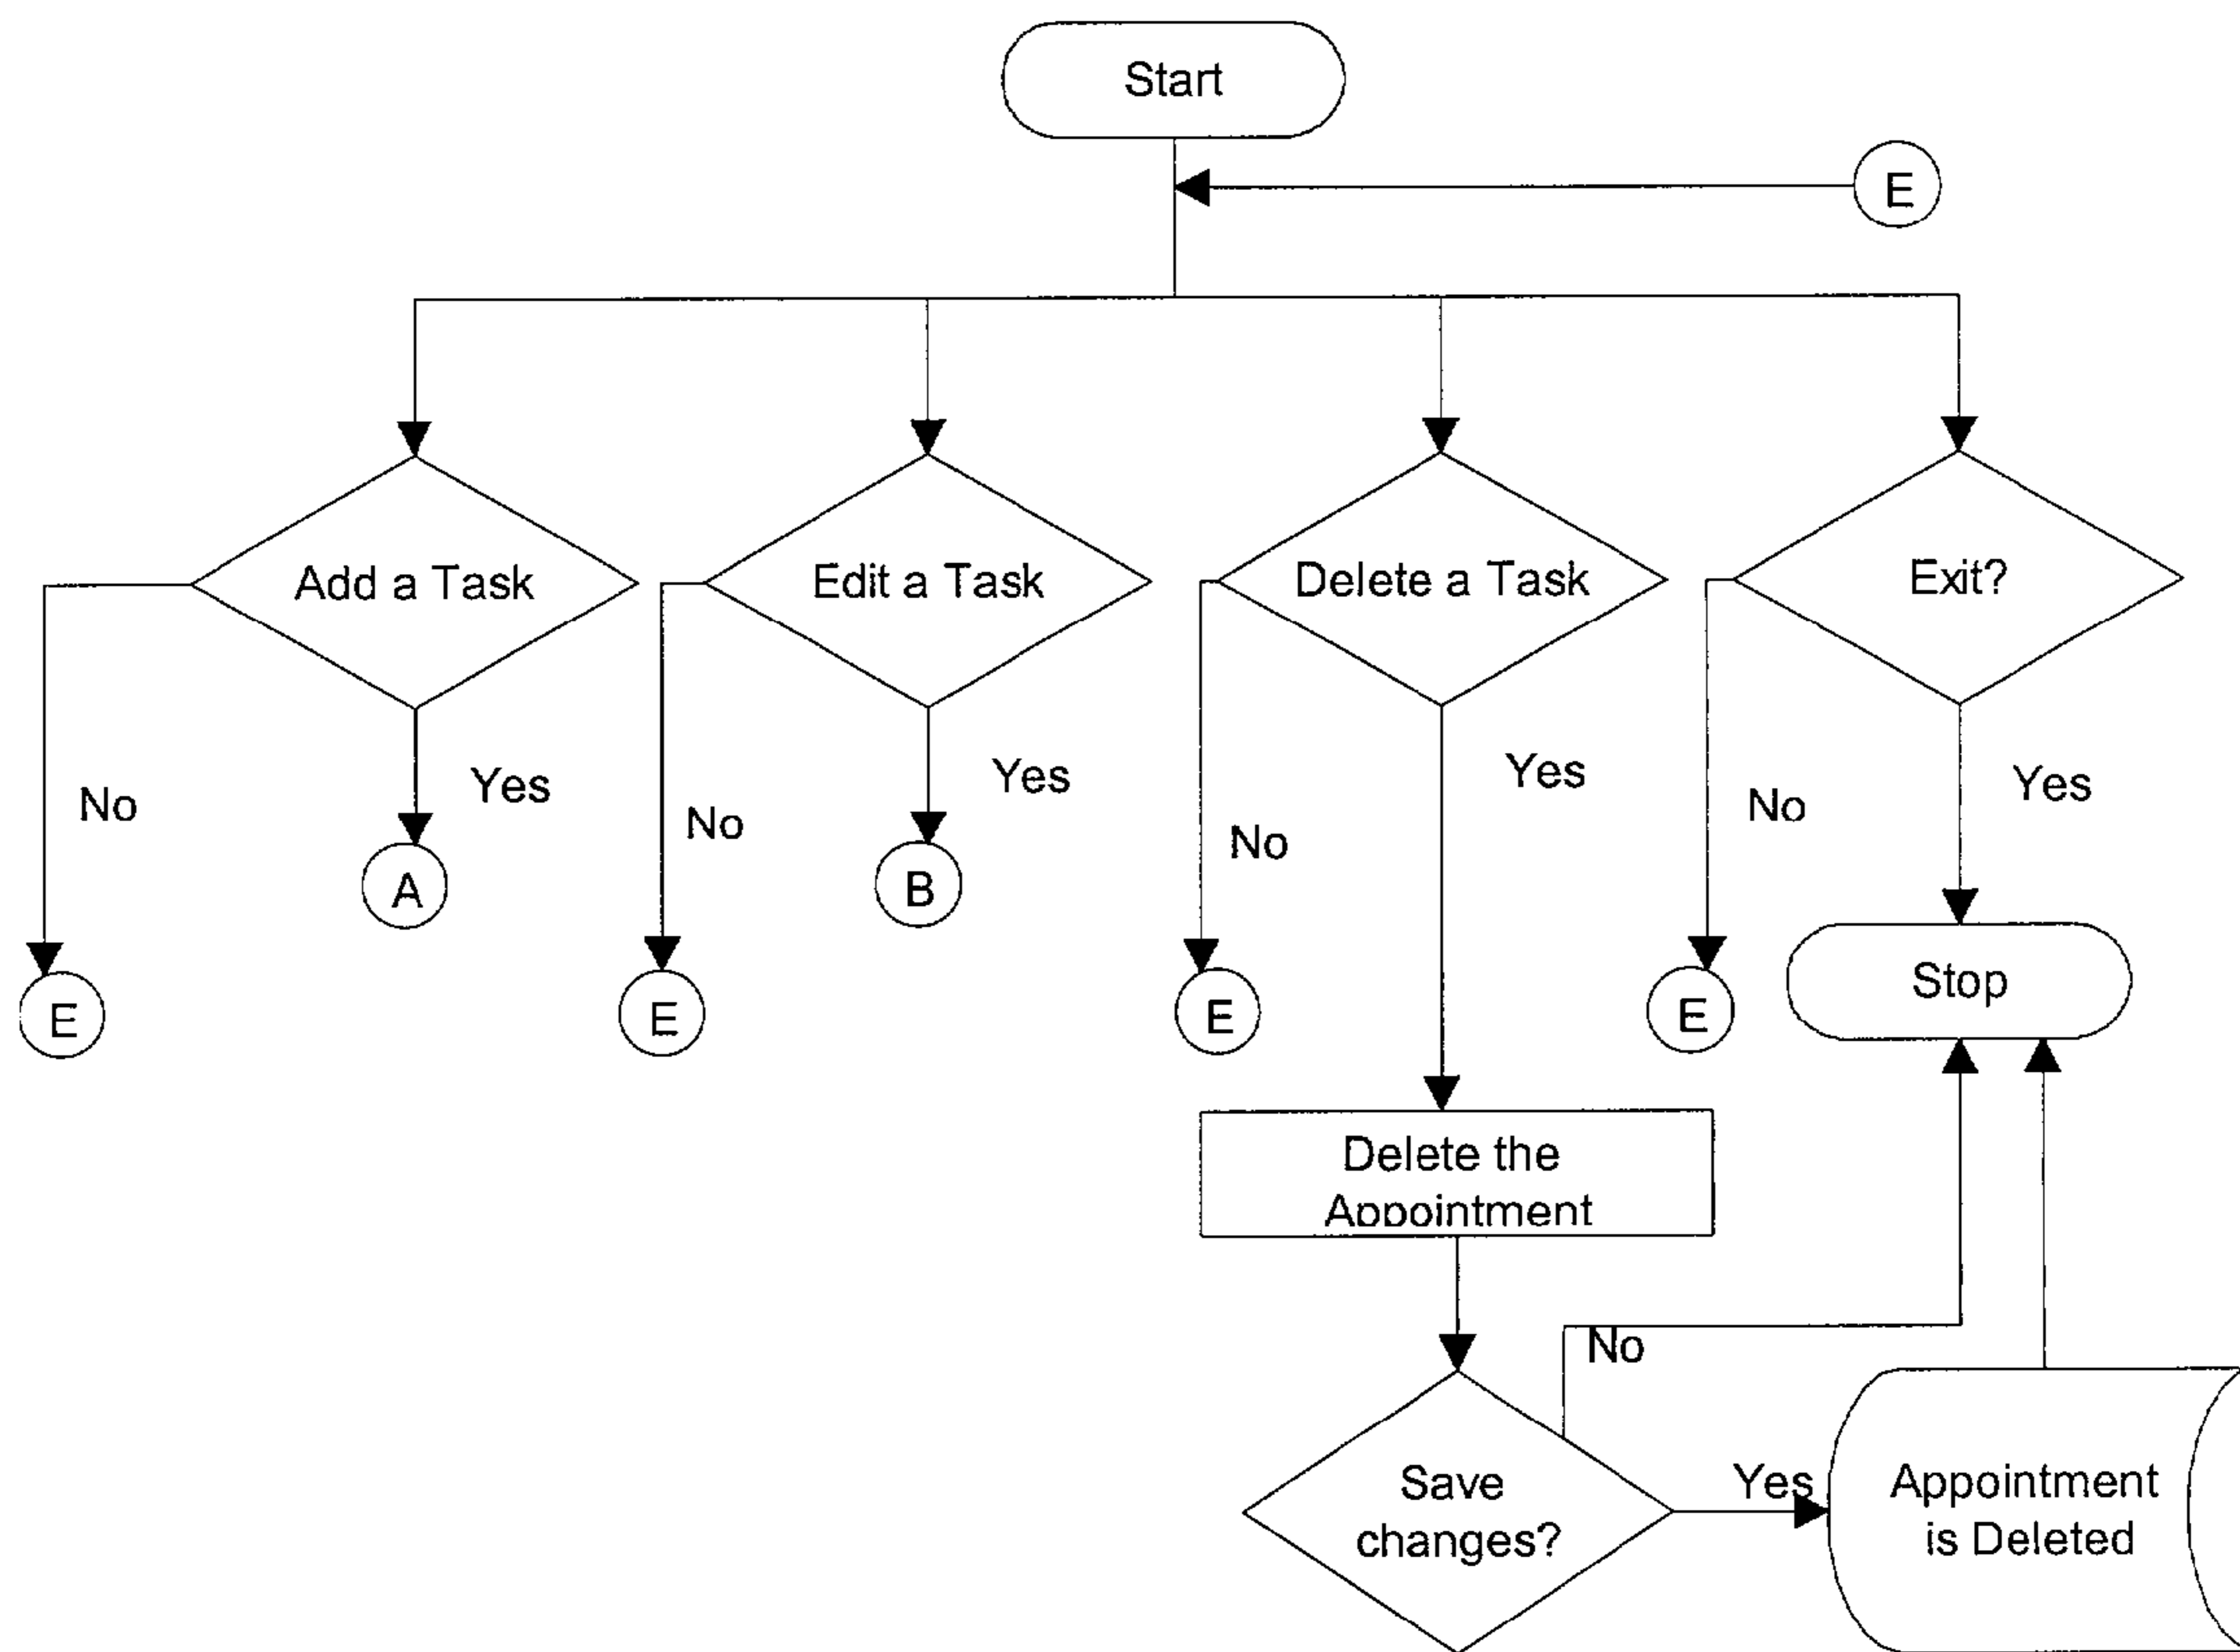 Start
E
Add a Task
Edit a Task
Delete a Task
Exit?
No
Yes
No
Yes
No
Yes
No
Yes
A
B
E
E
E
E
Stop
Delete the
Appointment
No
Save
changes?
Yes
Appointment
is Deleted